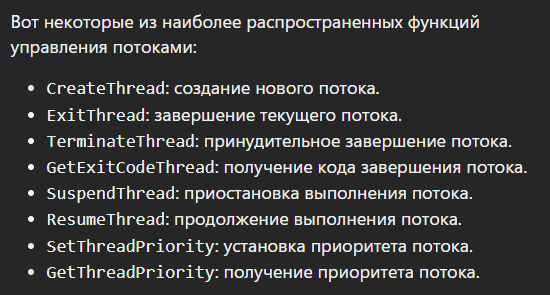 Вот некоторые из наиболее распространенных функций
управления потоками:
• CreateThread: создание нового потока.
• ExitThread: завершение текущего потока.
• TerminateThread: принудительное завершение потока.
• GetExitCodeThread: получение кода завершения потока.
• SuspendThread: приостановка выполнения потока.
• ResumeThread: продолжение выполнения потока.
• SetThreadPriority: установка приоритета потока.
• GetThreadPriority: получение приоритета потока.